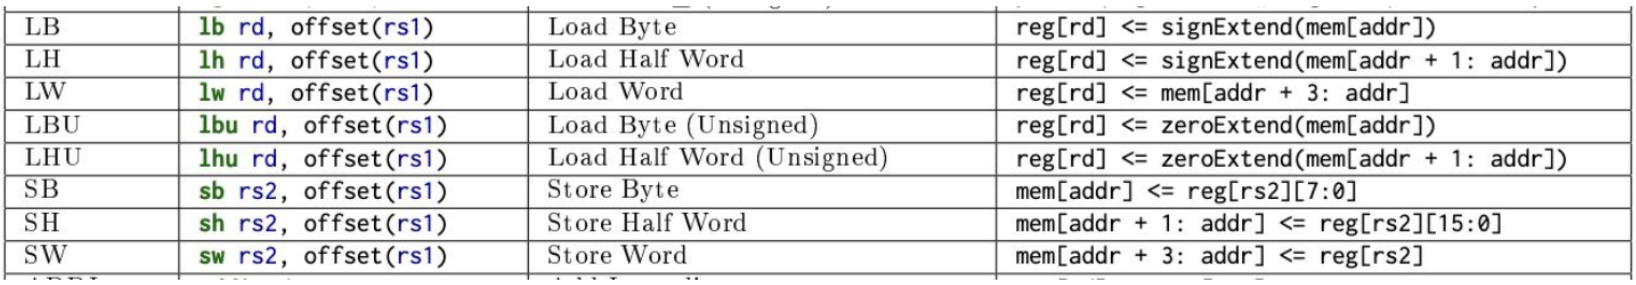 LB lb rd, offset(rs1) Load Byte reg[rd] <= signExtend(mem[addr])
LH lh rd, offset(rs1) Load Half Word reg[rd] <= signExtend(mem[addr + 1: addr])
LW lw rd, offset(rs1) Load Word reg[rd] <= mem[addr + 3: addr]
LBU lbu rd, offset(rs1) Load Byte (Unsigned) reg[rd] <= zeroExtend(mem[addr])
LHU lhu rd, offset(rs1) Load Half Word (Unsigned) reg[rd] <= zeroExtend(mem[addr + 1: addr])
SB sb rs2, offset(rs1) Store Byte mem[addr] <= reg[rs2][7:0]
SH sh rs2, offset(rs1) Store Half Word mem[addr + 1: addr] <= reg[rs2][15:0]
SW sw rs2, offset(rs1) Store Word mem[addr + 3: addr] <= reg[rs2]